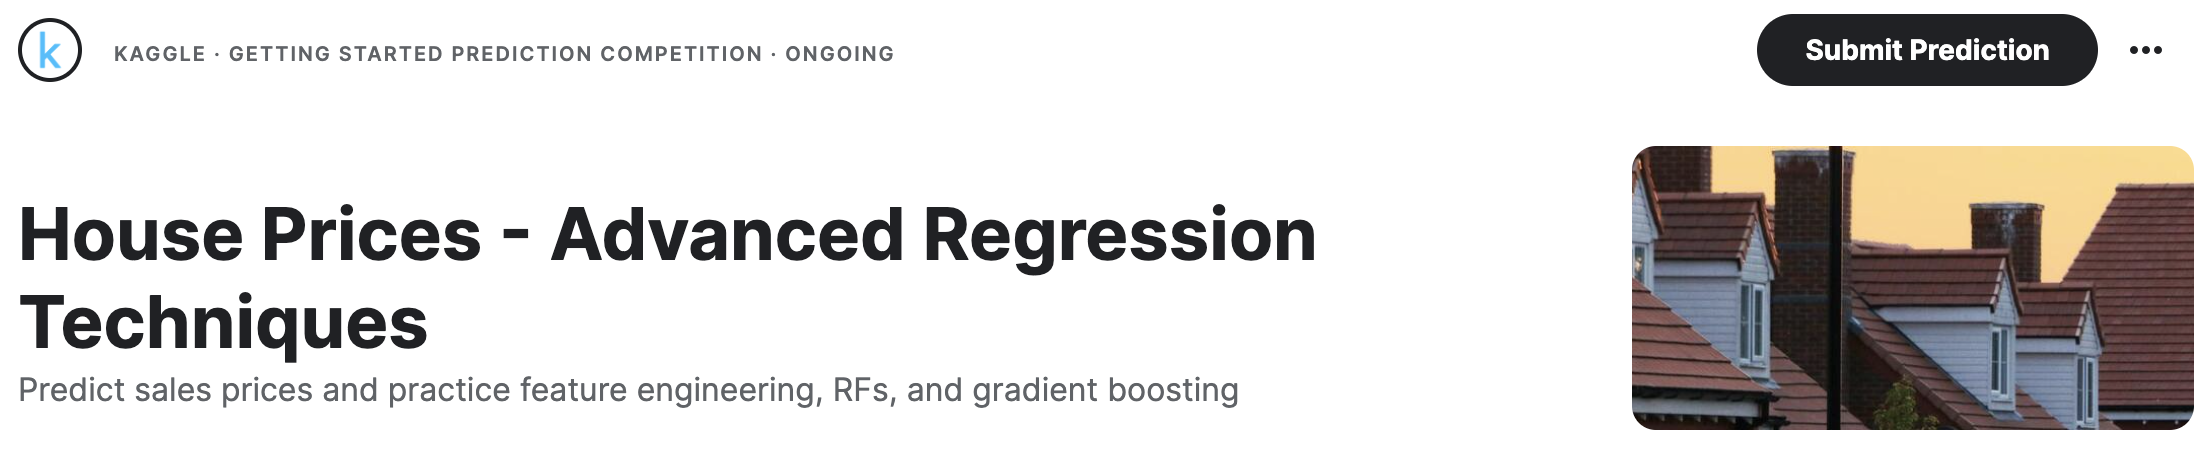 k
KAGGLE · GETTING STARTED PREDICTION COMPETITION · ONGOING
Submit Prediction
House Prices - Advanced Regression
Techniques
Predict sales prices and practice feature engineering, RFs, and gradient boosting